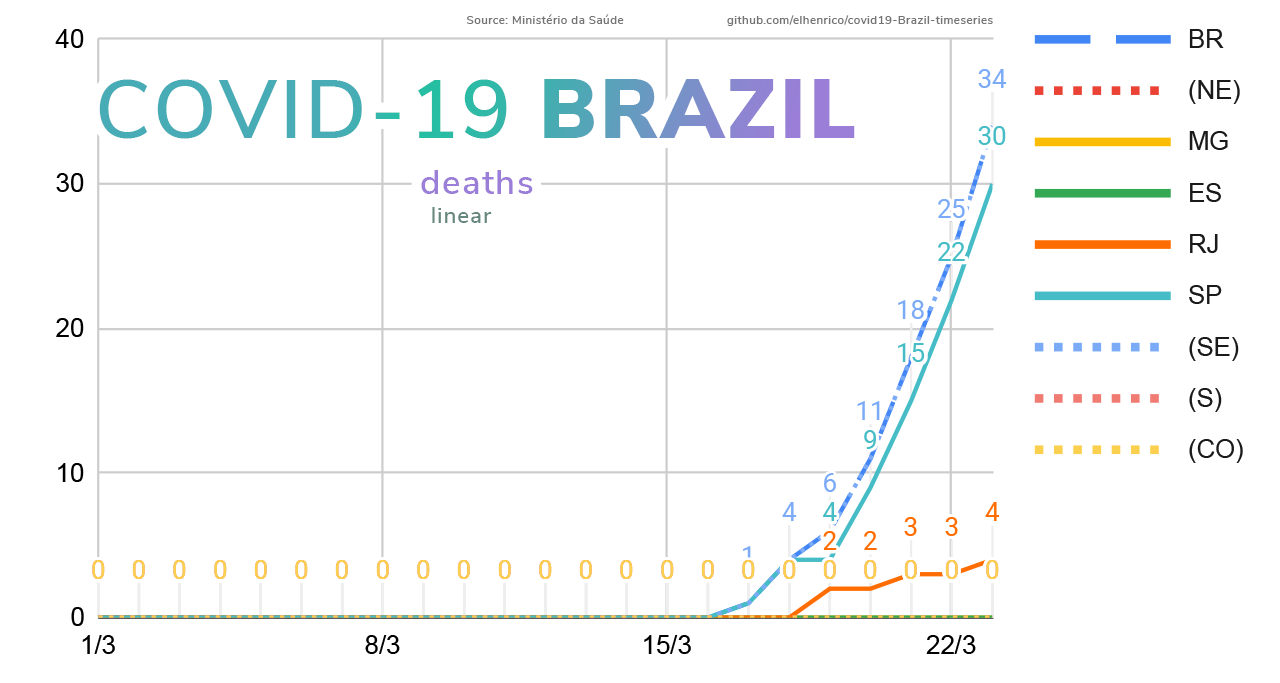 Source: Ministério da Saúde
github.com/elhenrico/covid19-Brazil-timeseries
COVID-19 BRAZIL
deaths
linear
40
30
20
10
0
1/3
8/3
15/3
22/3
34
30
25
22
18
15
11
9
6
4
4
2
2
3
3
4
1
0 0 0 0 0 0 0 0 0 0 0 0 0 0 0 0 0 0 0 0 0 0 0
BR
(NE)
MG
ES
RJ
SP
(SE)
(S)
(CO)